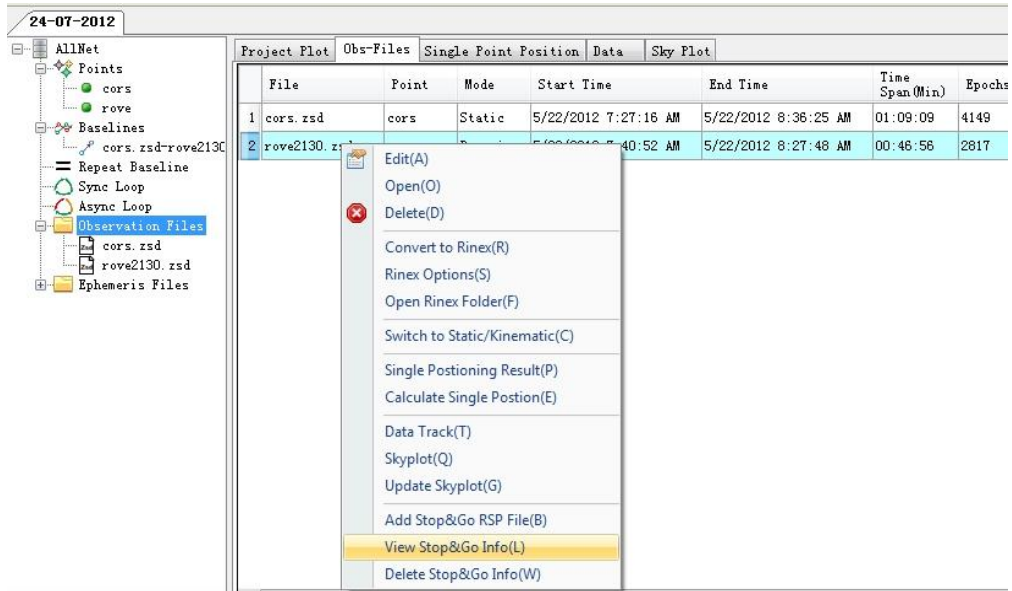 24-07-2012
AllNet
Points
cors
rove
Baselines
cors.zsd-rove2130
Repeat Baseline
Sync Loop
Async Loop
Observation Files
cors.zsd
rove2130.zsd
Ephemeris Files
Project Plot Obs-Files Single Point Position Data Sky Plot
File Point Mode Start Time End Time Time Span(Min) Epochs
1 cors.zsd cors Static 5/22/2012 7:27:16 AM 5/22/2012 8:36:25 AM 01:09:09 4149
2 rove2130. 40:52 AM 5/22/2012 8:27:48 AM 00:46:56 2817
Edit(A)
Open(O)
Delete(D)
Convert to Rinex(R)
Rinex Options(S)
Open Rinex Folder(F)
Switch to Static/Kinematic(C)
Single Postioning Result(P)
Calculate Single Postion(E)
Data Track(T)
Skyplot(Q)
Update Skyplot(G)
Add Stop&Go RSP File(B)
View Stop&Go Info(L)
Delete Stop&Go Info(W)